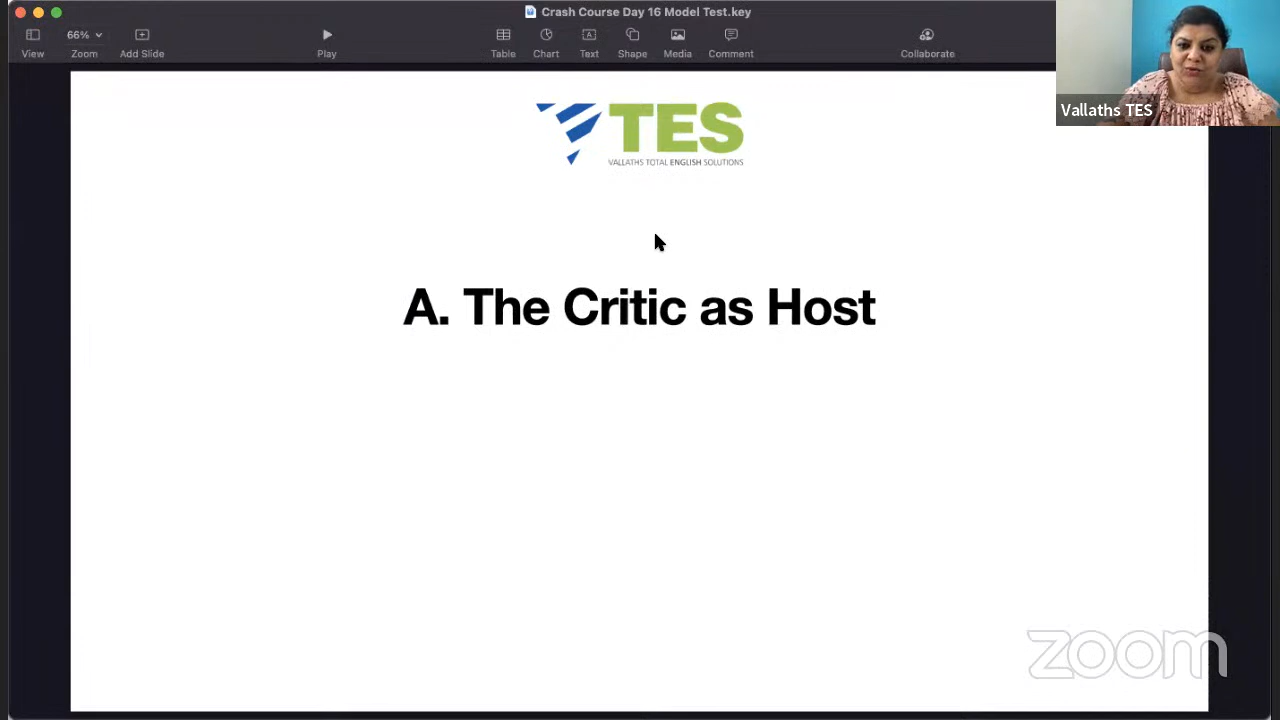 Crash Course Day 16 Model Test.key
66%
View
Zoom
Add Slide
Play
Table
Chart
Text
Shape
Media
Comment
Collaborate
Vallaths TES
TES
VALLATHS TOTAL ENGLISH SOLUTIONS
A. The Critic as Host
zoom